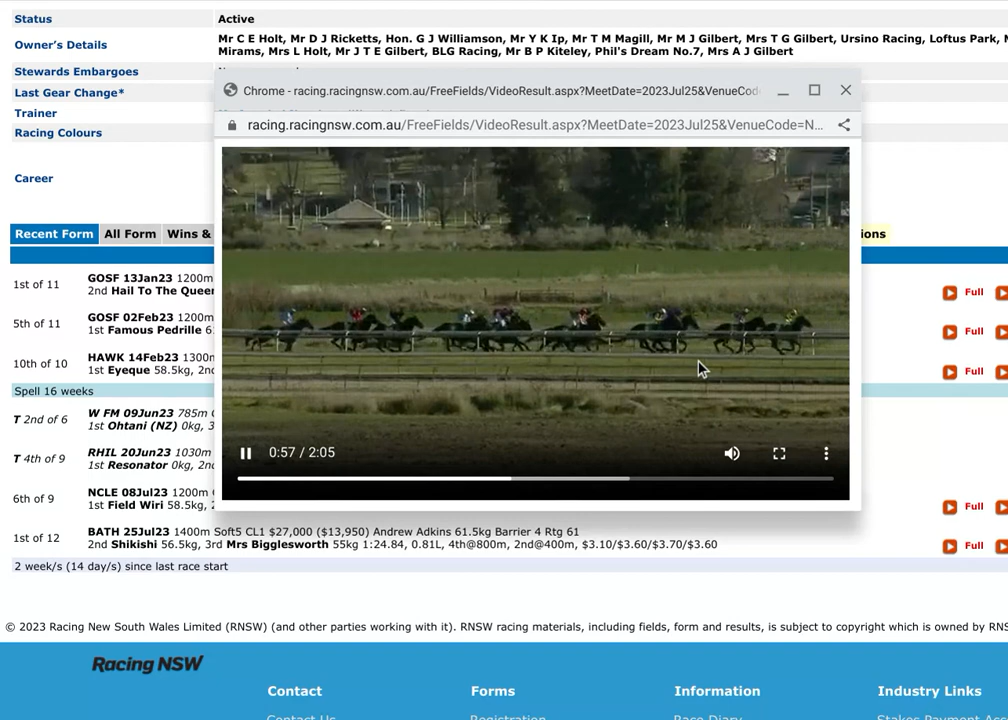 Status Active
Owner's Details Mr C E Holt, Mr D J Ricketts, Hon. G J Williamson, Mr Y K Ip, Mr T M Magill, Mr M J Gilbert, Mrs T G Gilbert, Ursino Racing, Loftus Park,
Mirams, Mrs L Holt, Mr J T E Gilbert, BLG Racing, Mr B P Kiteley, Phil's Dream No.7, Mrs A J Gilbert
Stewards Embargoes
Last Gear Change*
Trainer
Racing Colours
Career
Chrome - racing.racingnsw.com.au/FreeFields/VideoResult.aspx?MeetDate=2023Jul25&VenueCod
racing.racingnsw.com.au/FreeFields/VideoResult.aspx?MeetDate=2023Jul25&VenueCode=N...
0:57 / 2:05
Recent Form All Form Wins & ions
1st of 11 GOSF 13Jan23 1200m Full
2nd Hail To The Queer
5th of 11 GOSF 02Feb23 1200m Full
1st Famous Pedrille 6
10th of 10 HAWK 14Feb23 1300m Full
1st Eyeque 58.5kg, 2nd
Spell 16 weeks
T 2nd of 6 W FM 09Jun23 785m
1st Ohtani (NZ) 0kg, 3
T 4th of 9 RHIL 20Jun23 1030m
1st Resonator 0kg, 2nd
6th of 9 NCLE 08Jul23 1200m Full
1st Field Wiri 58.5kg,
1st of 12 BATH 25Jul23 1400m Soft5 CL1 $27,000 ($13,950) Andrew Adkins 61.5kg Barrier 4 Rtg 61 Full
2nd Shikishi 56.5kg, 3rd Mrs Bigglesworth 55kg 1:24.84, 0.81L, 4th@800m, 2nd@400m, $3.10/$3.60/$3.70/$3.60
2 week/s (14 day/s) since last race start
© 2023 Racing New South Wales Limited (RNSW) (and other parties working with it). RNSW racing materials, including fields, form and results, is subject to copyright which is owned by RNS
Racing NSW
Contact Forms Information Industry Links
Contact Us Registration Race Diary Stakes Payment